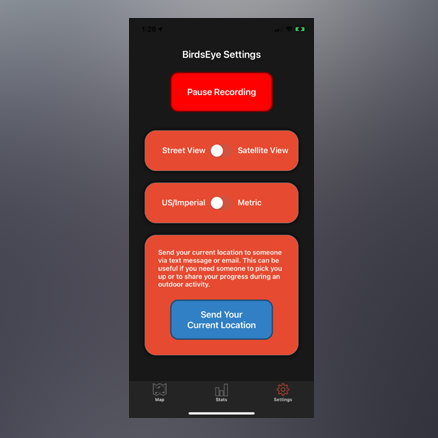 1:26
BirdsEye Settings
Pause Recording
Street View Satellite View
US/Imperial Metric
Send your current location to someone
via text message or email. This can be
useful if you need someone to pick you
up or to share your progress during an
outdoor activity.
Send Your
Current Location
Map Stats Settings